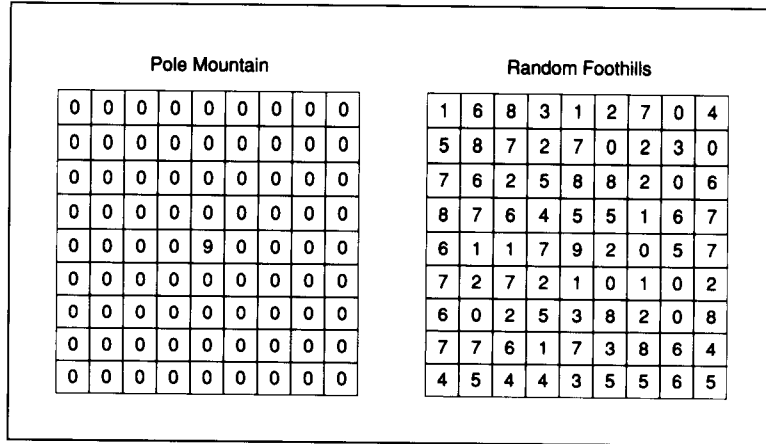 Pole Mountain
0 0 0 0 0 0 0 0 0
0 0 0 0 0 0 0 0 0
0 0 0 0 0 0 0 0 0
0 0 0 0 0 0 0 0 0
0 0 0 0 9 0 0 0 0
0 0 0 0 0 0 0 0 0
0 0 0 0 0 0 0 0 0
0 0 0 0 0 0 0 0 0
0 0 0 0 0 0 0 0 0
Random Foothills
1 6 8 3 1 2 7 0 4
5 8 7 2 7 0 2 3 0
7 6 2 5 8 8 2 0 6
8 7 6 4 5 5 1 6 7
6 1 1 7 9 2 0 5 7
7 2 7 2 1 0 1 0 2
6 0 2 5 3 8 2 0 8
7 7 6 1 7 3 8 6 4
4 5 4 4 3 5 5 6 5